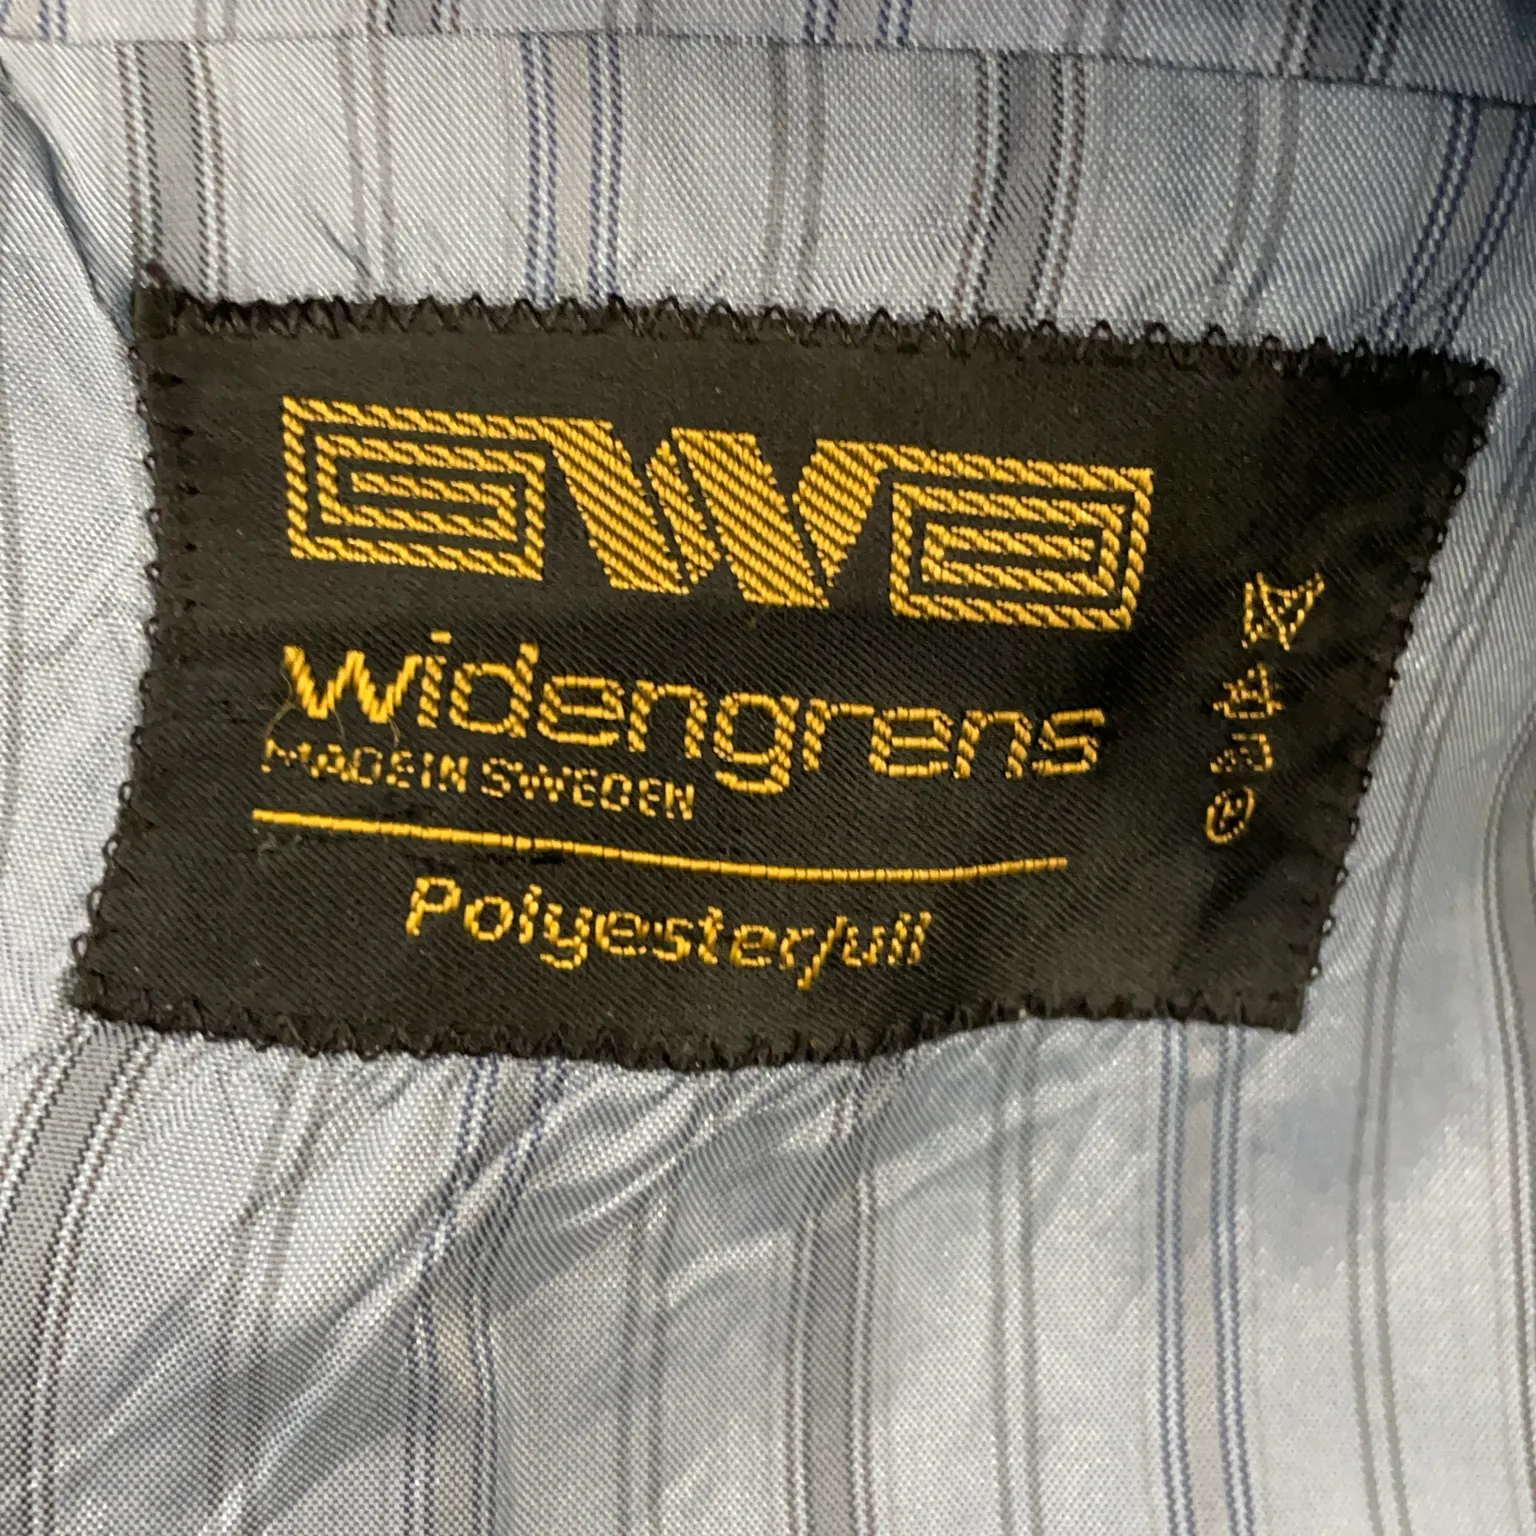 Widengrens
MADE IN SWEDEN
Polyester/ull
P